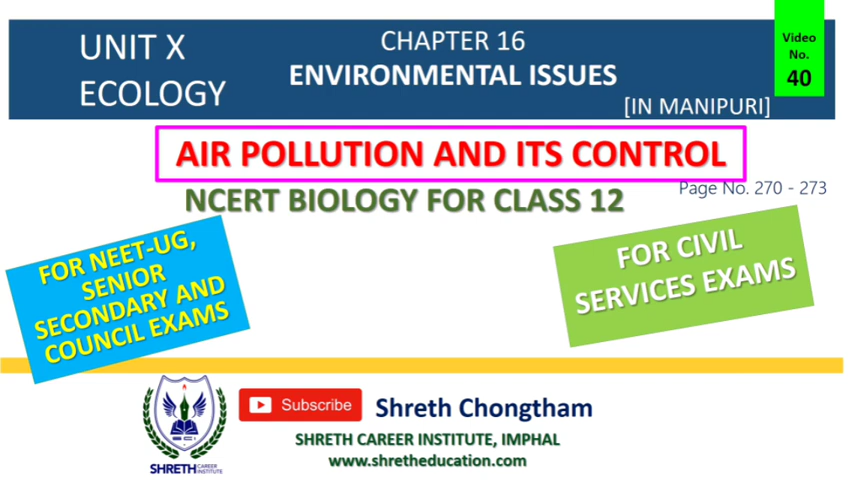 UNIT X
ECOLOGY
CHAPTER 16
ENVIRONMENTAL ISSUES
[IN MANIPURI]
Video
No.
40
AIR POLLUTION AND ITS CONTROL
NCERT BIOLOGY FOR CLASS 12
Page No. 270 - 273
FOR NEET-UG,
SENIOR
SECONDARY AND
COUNCIL EXAMS
FOR CIVIL
SERVICES EXAMS
Subscribe
Shreth Chongtham
SHRETH CAREER INSTITUTE, IMPHAL
www.shretheducation.com
SHRETH CAREER
INSTITUTE